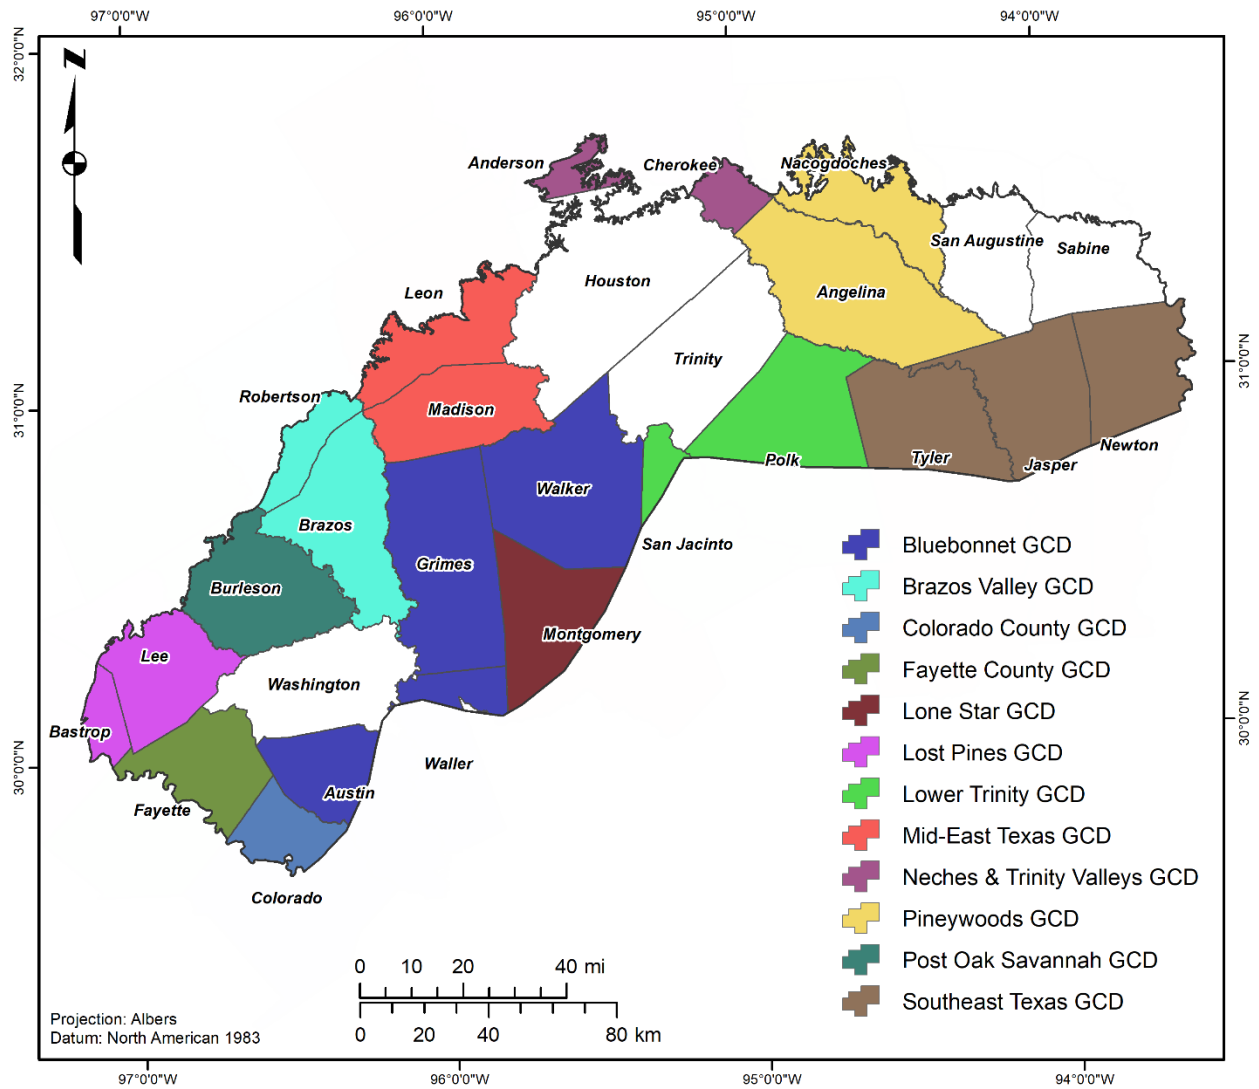 97°0'0"W
96°0'0"W
95°0'0"W
94°0'0"W
32°0'0"N
N
Anderson
Cherokee
Nacogdoches
San Augustine
Sabine
Houston
Leon
Angelina
Trinity
31°0'0"N
31°0'0"N
Robertson
Madison
Newton
Polk
Tyler
Jasper
Walker
Brazos
San Jacinto
Grimes
Burleson
Montgomery
Lee
Washington
Bastrop
30°0'0"N
30°0'0"N
Waller
Austin
Fayette
Colorado
Bluebonnet GCD
Brazos Valley GCD
Colorado County GCD
Fayette County GCD
Lone Star GCD
Lost Pines GCD
Lower Trinity GCD
Mid-East Texas GCD
Neches & Trinity Valleys GCD
Pineywoods GCD
Post Oak Savannah GCD
Southeast Texas GCD
0 10 20 40 mi
0 20 40 80 km
Projection: Albers
Datum: North American 1983
97°0'0"W
96°0'0"W
95°0'0"W
94°0'0"W